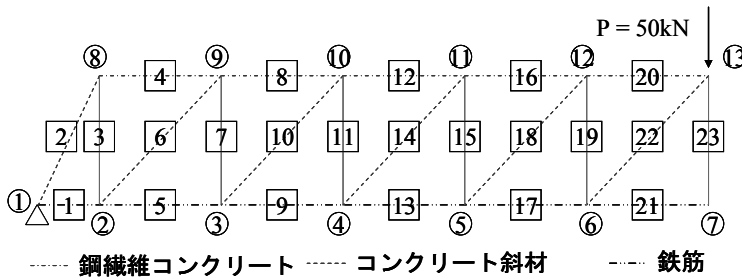 P = 50kN
⑧ ⑨ ⑩ ⑪ ⑫ ⑬
4 8 12 16 20
2 3 6 7 10 11 14 15 18 19 22 23
① 1 5 9 13 17 21
② ③ ④ ⑤ ⑥ ⑦
鋼繊維コンクリート コンクリート斜材 鉄筋